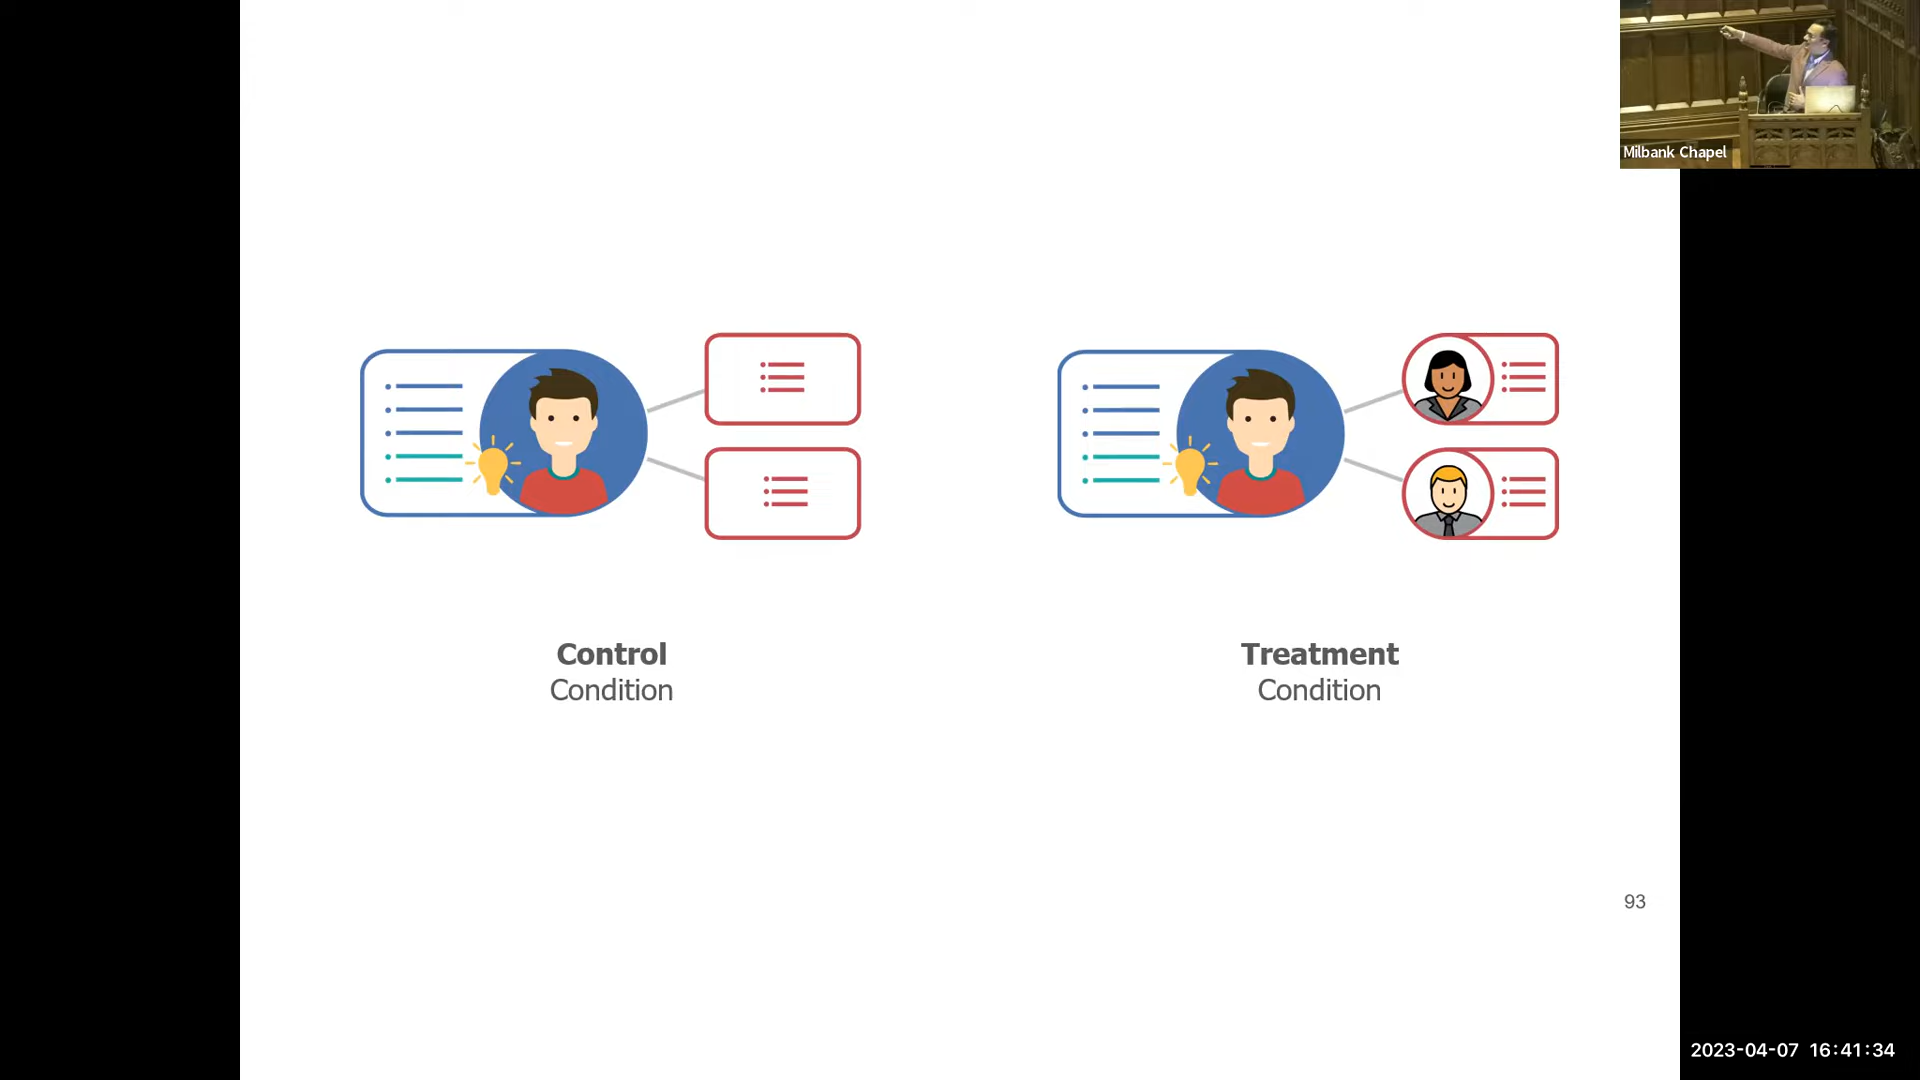 Milbank Chapel
Control
Condition
Treatment
Condition
93
2023-04-07 16:41:34